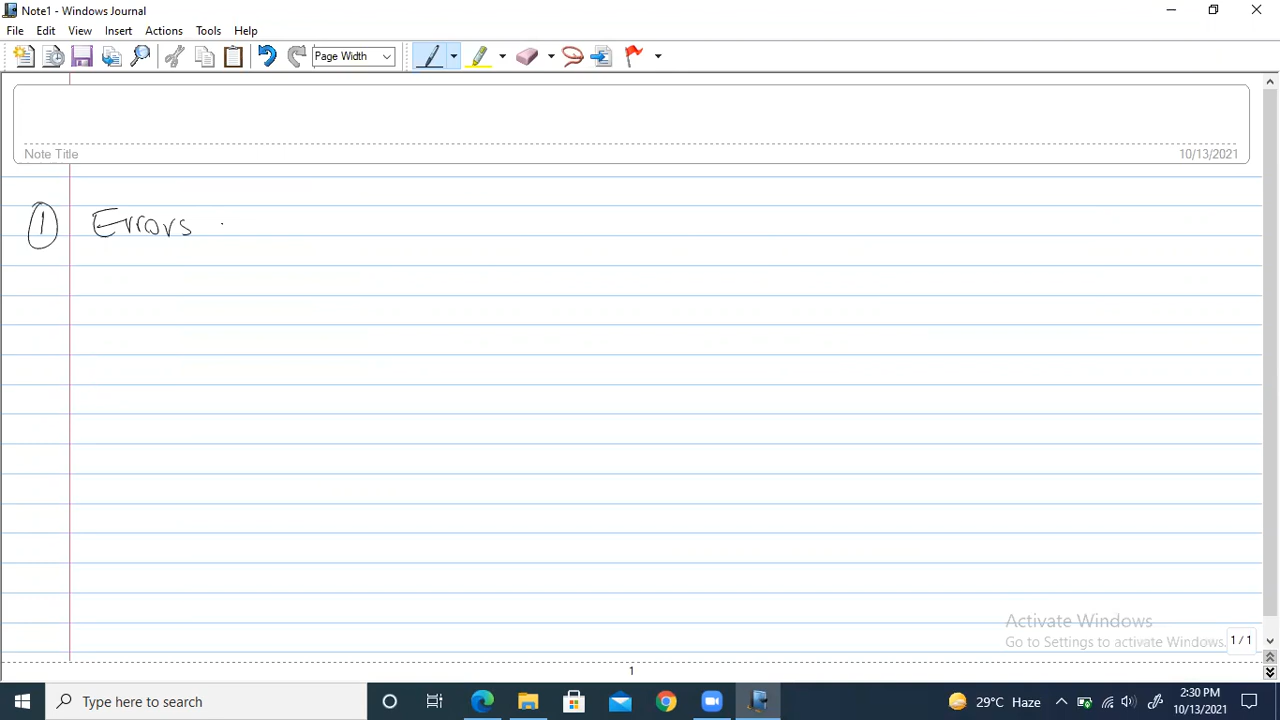 Note1 - Windows Journal
File Edit View Insert Actions Tools Help
Page Width
Note Title
10/13/2021
① Errors
Activate Windows
Go to Settings to activate Windows.
1 / 1
1
Type here to search
29°C Haze
2:30 PM
10/13/2021